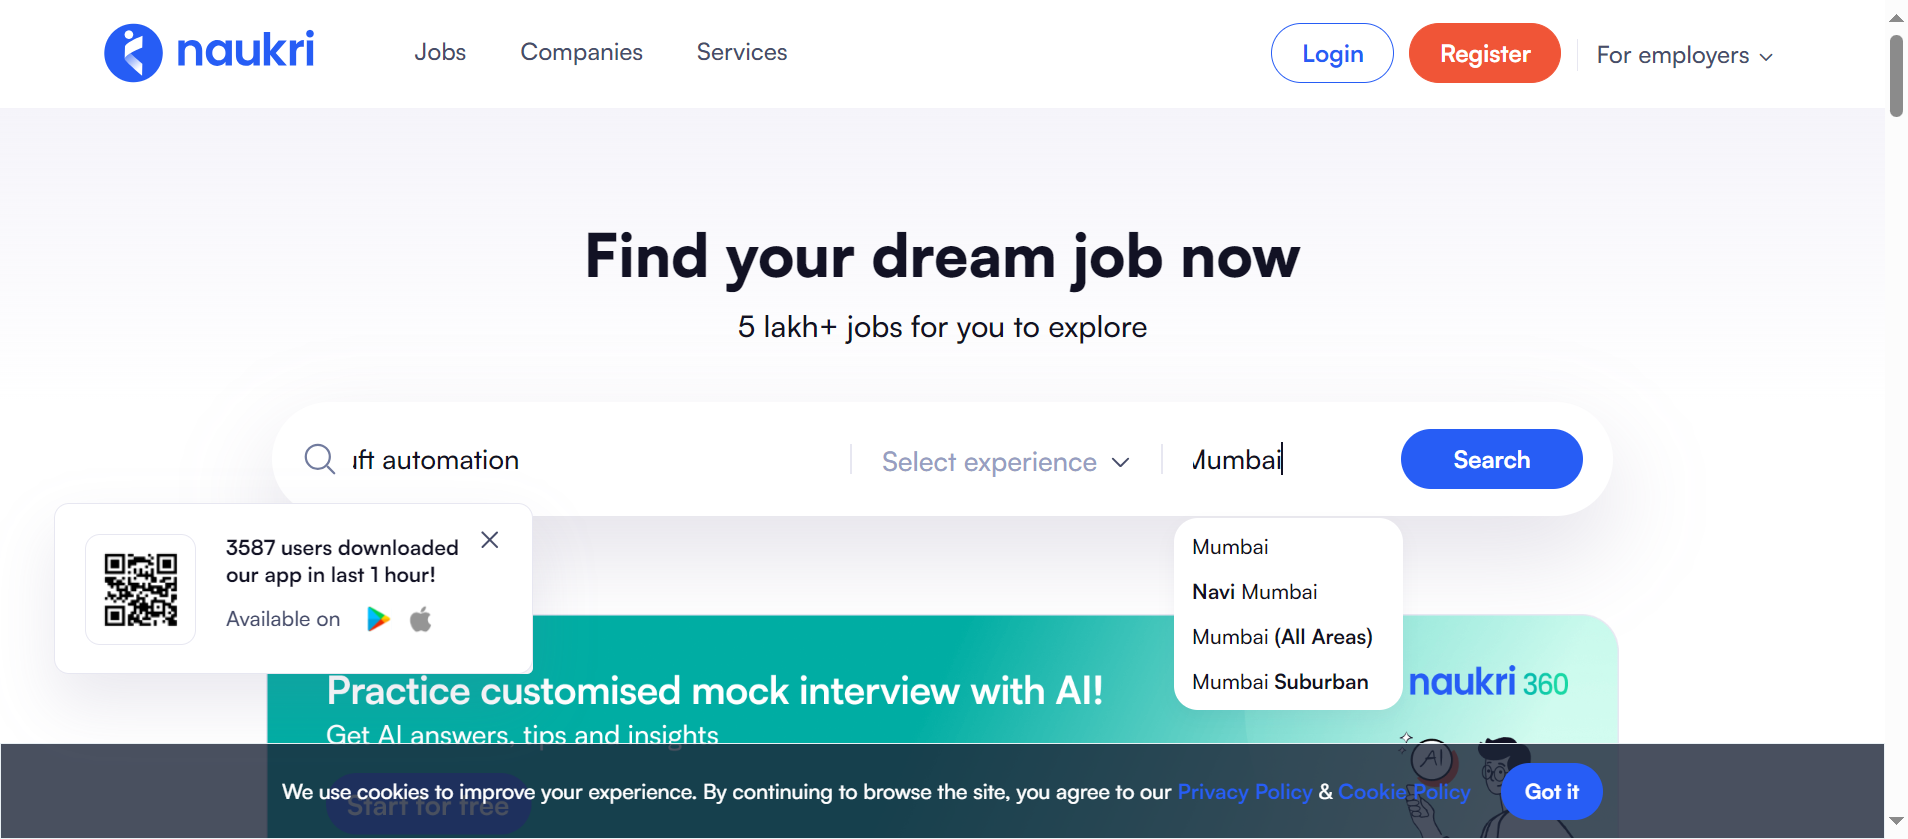 naukri
Jobs
Companies
Services
Login
Register
For employers
Find your dream job now
5 lakh+ jobs for you to explore
uft automation
Select experience
Mumbai
Search
Mumbai
Navi Mumbai
Mumbai (All Areas)
Mumbai Suburban
3587 users downloaded
our app in last 1 hour!
Available on
Practice customised mock interview with AI!
Get AI answers, tips and insights
Start for free
naukri 360
AI
We use cookies to improve your experience. By continuing to browse the site, you agree to our Privacy Policy & Cookie Policy
Got it